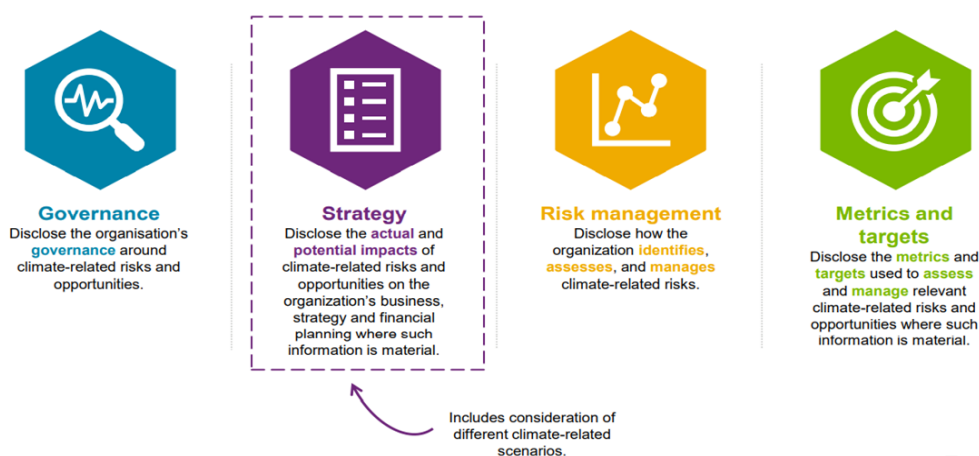 Governance
Disclose the organisation's
governance around
climate-related risks and
opportunities.
Strategy
Disclose the actual and
potential impacts of
climate-related risks and
opportunities on the
organization's business,
strategy and financial
planning where such
information is material.
Risk management
Disclose how the
organization identifies,
assesses, and manages
climate-related risks.
Metrics and
targets
Disclose the metrics and
targets used to assess
and manage relevant
climate-related risks and
opportunities where such
information is material.
Includes consideration of
different climate-related
scenarios.